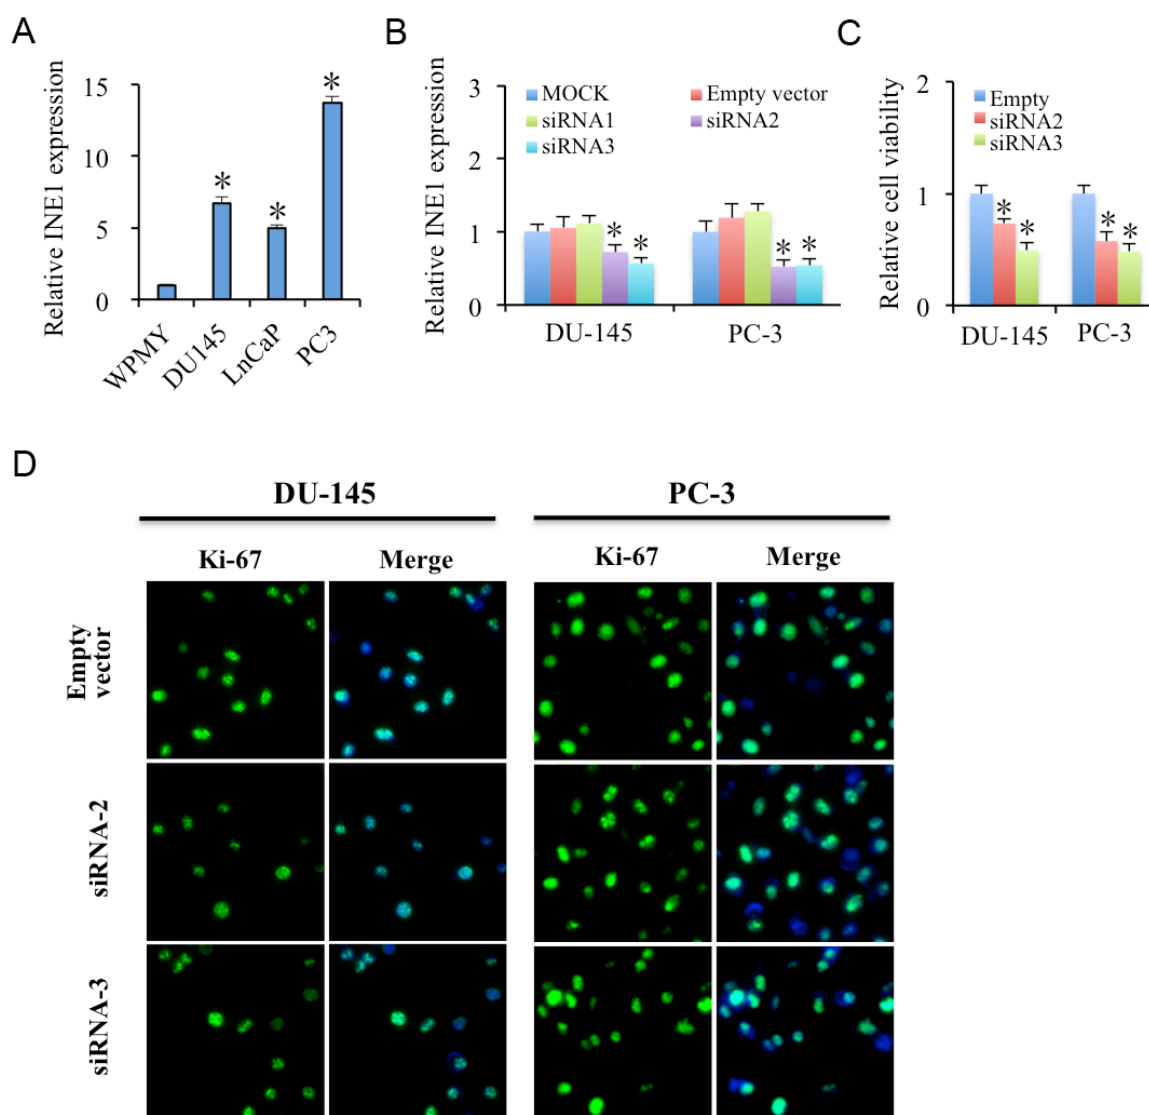 A
Relative INE1 expression
15
10
5
0
*
*
*
WPMY
DU145
LnCaP
PC3
B
Relative INE1 expression
3
2
1
0
MOCK
Empty vector
siRNA1
siRNA2
siRNA3
* *
* *
DU-145
PC-3
C
Relative cell viability
2
1
0
Empty
siRNA2
siRNA3
*
*
*
*
DU-145
PC-3
D
DU-145
PC-3
Ki-67
Merge
Ki-67
Merge
Empty
vector
siRNA-2
siRNA-3